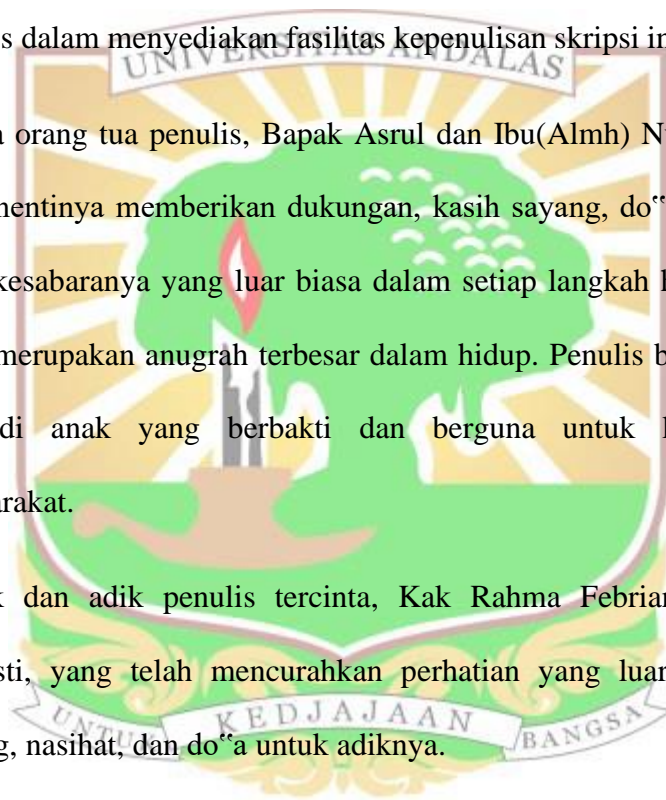 s dalam menyediakan fasilitas kepenulisan skripsi in
UNIVERSITAS ANDALAS
orang tua penulis, Bapak Asrul dan Ibu(Almh) N
nentinya memberikan dukungan, kasih sayang, do‟
kesabaranya yang luar biasa dalam setiap langkah
merupakan anugrah terbesar dalam hidup. Penulis b
di anak yang berbakti dan berguna untuk
arakat.
k dan adik penulis tercinta, Kak Rahma Febria
sti, yang telah mencurahkan perhatian yang luar
g, nasihat, dan do‟a untuk adiknya.
UNTUK KEDJAJAAN BANGSA